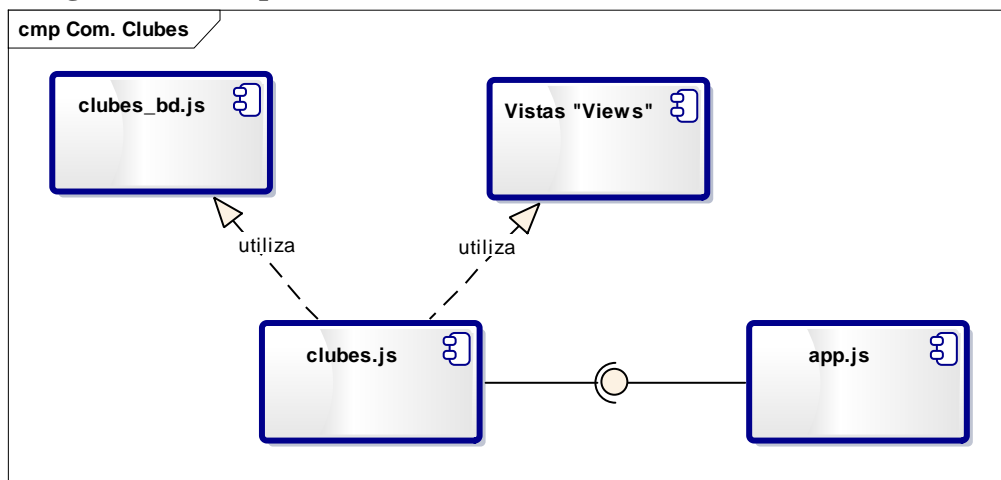 cmp Com. Clubes
clubes_bd.js
Vistas "Views"
utiliza
utiliza
clubes.js
app.js